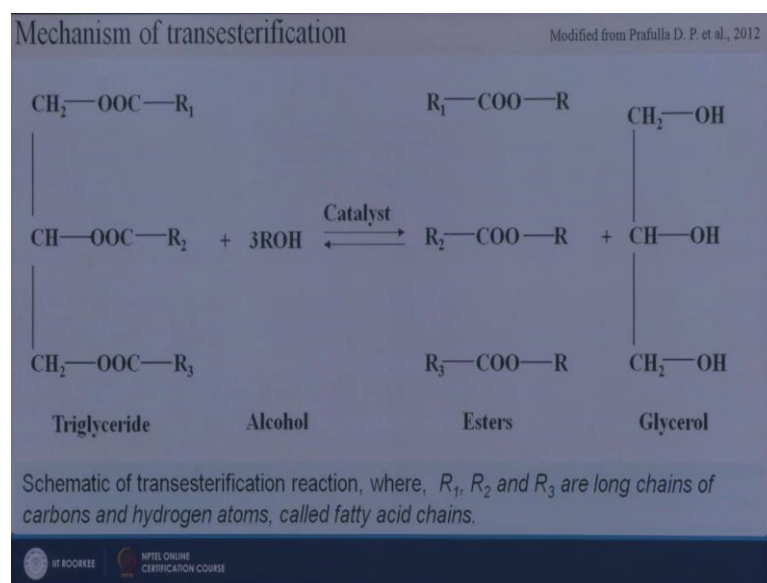 Mechanism of transesterification
Modified from Prafulla D. P. et al., 2012
CH₂—OOC—R₁ R₁—COO—R CH₂—OH
Catalyst
CH—OOC—R₂ + 3ROH R₂—COO—R + CH—OH
CH₂—OOC—R₃ R₃—COO—R CH₂—OH
Triglyceride Alcohol Esters Glycerol
Schematic of transesterification reaction, where, R₁, R₂ and R₃ are long chains of
carbons and hydrogen atoms, called fatty acid chains.
IIT ROORKEE
NPTEL ONLINE
CERTIFICATION COURSE